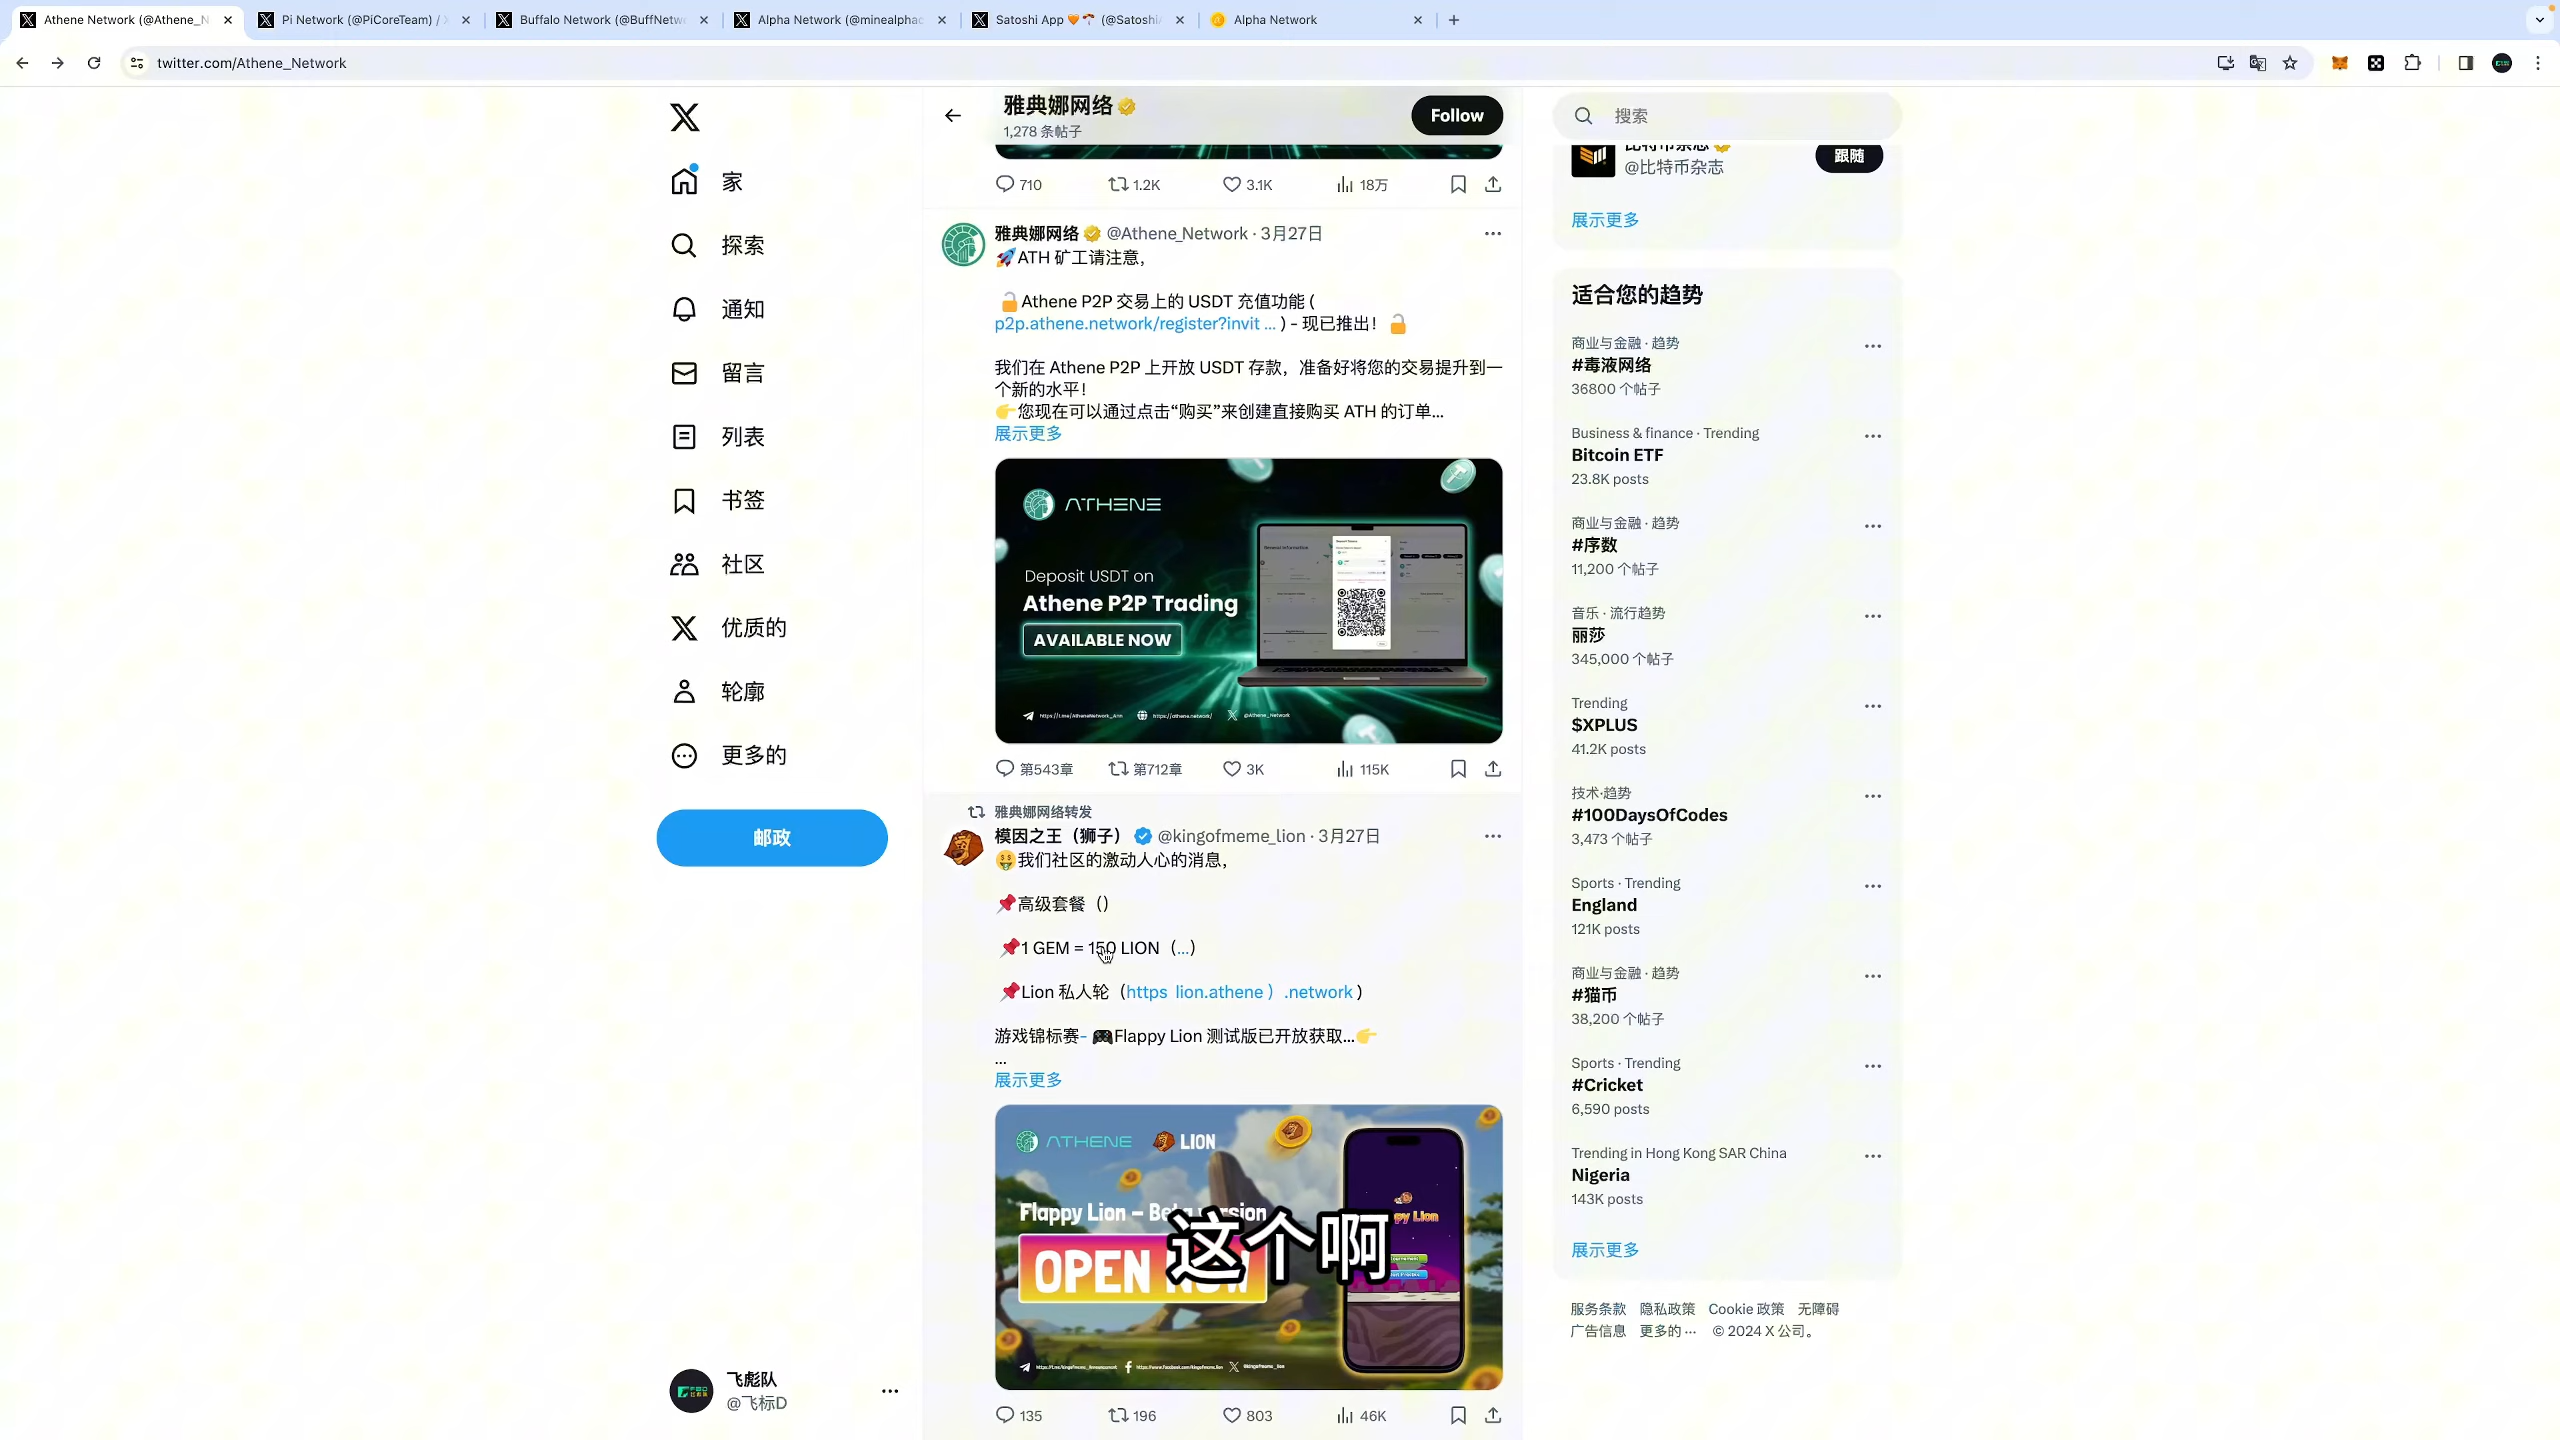 Athene Network (@Athene_N
Pi Network (@PiCoreTeam) / X
Buffalo Network (@BuffNetw
Alpha Network (@minealphac
Satoshi App 🧡 (@Satoshi
Alpha Network
twitter.com/Athene_Network
家
探索
通知
留言
列表
书签
社区
优质的
轮廓
更多的
邮政
飞彪队
@飞标D
雅典娜网络
1,278 条帖子
Follow
710
1.2K
3.1K
18万
雅典娜网络 @Athene_Network · 3月27日
🚀ATH 矿工请注意，
🔓Athene P2P 交易上的 USDT 充值功能 (
p2p.athene.network/register?invit ... ) – 现已推出！🔓
我们在 Athene P2P 上开放 USDT 存款，准备好将您的交易提升到一
个新的水平！
👉您现在可以通过点击“购买”来创建直接购买 ATH 的订单...
展示更多
ATHENE
Deposit USDT on
Athene P2P Trading
AVAILABLE NOW
https://t.me/AtheneNetwork_Ann
https://athene.network/
@Athene_Network
第543章
第712章
3K
115K
雅典娜网络转发
模因之王（狮子） @kingofmeme_lion · 3月27日
🤑我们社区的激动人心的消息，
📌高级套餐（）
📌1 GEM = 150 LION（...）
📌Lion 私人轮（https lion.athene ）.network ）
游戏锦标赛- 🎮Flappy Lion 测试版已开放获取...👉
...
展示更多
ATHENE
LION
Flappy Lion – Beta version
OPEN NOW
这个啊
135
196
803
46K
搜索
比特币杂志
@比特币杂志
跟随
展示更多
适合您的趋势
商业与金融 · 趋势
#毒液网络
36800 个帖子
Business & finance · Trending
Bitcoin ETF
23.8K posts
商业与金融 · 趋势
#序数
11,200 个帖子
音乐 · 流行趋势
丽莎
345,000 个帖子
Trending
$XPLUS
41.2K posts
技术·趋势
#100DaysOfCodes
3,473 个帖子
Sports · Trending
England
121K posts
商业与金融 · 趋势
#猫币
38,200 个帖子
Sports · Trending
#Cricket
6,590 posts
Trending in Hong Kong SAR China
Nigeria
143K posts
展示更多
服务条款 隐私政策 Cookie 政策 无障碍
广告信息 更多的 ··· © 2024 X 公司。